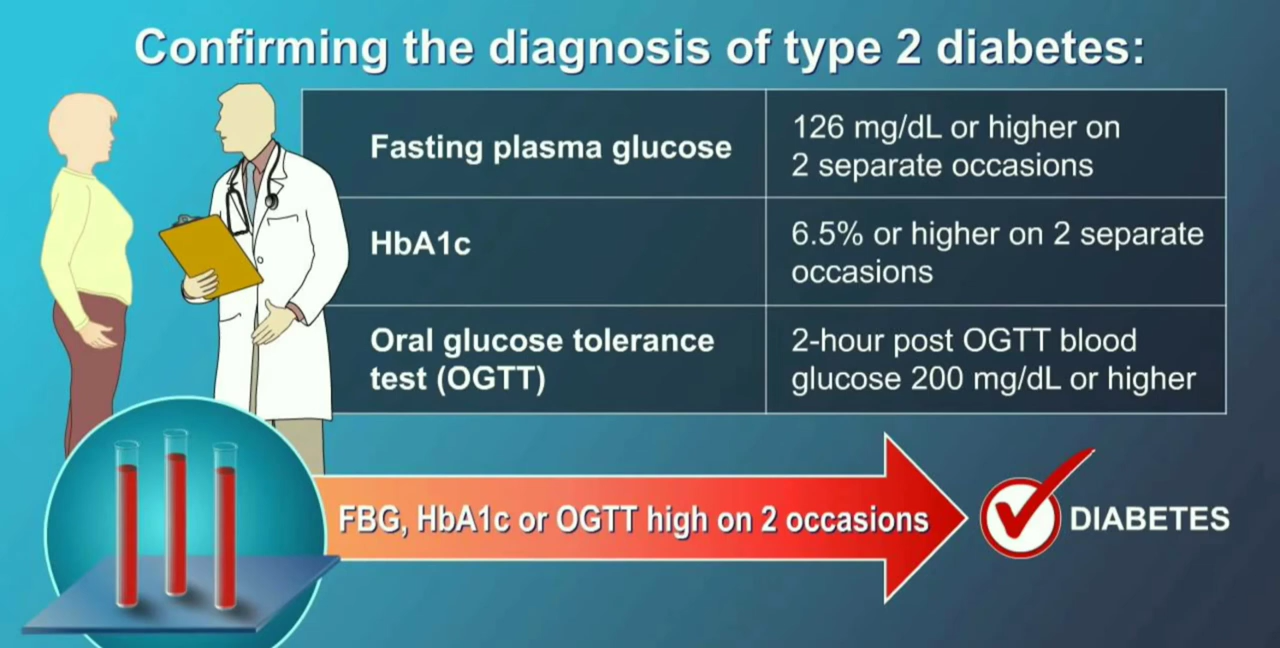 Confirming the diagnosis of type 2 diabetes:
Fasting plasma glucose
126 mg/dL or higher on
2 separate occasions
HbA1c
6.5% or higher on 2 separate
occasions
Oral glucose tolerance
test (OGTT)
2-hour post OGTT blood
glucose 200 mg/dL or higher
FBG, HbA1c or OGTT high on 2 occasions
DIABETES